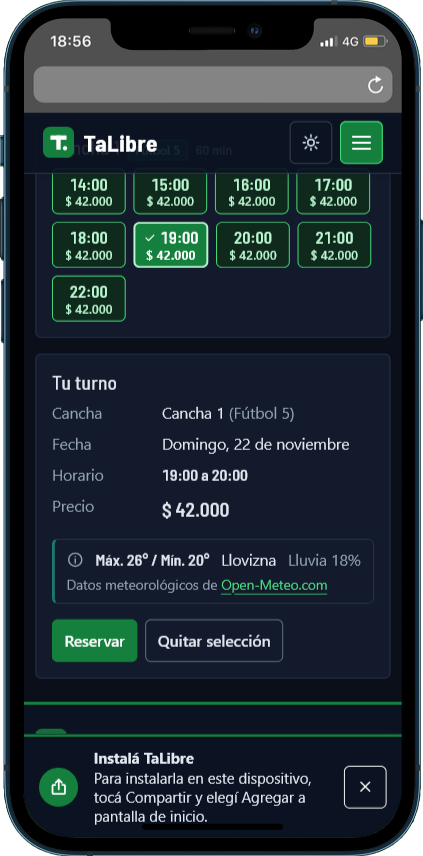 18:56
4G
TaLibre
Fútbol 5 60 min
14:00 15:00 16:00 17:00
$ 42.000 $ 42.000 $ 42.000 $ 42.000
18:00 19:00 20:00 21:00
$ 42.000 $ 42.000 $ 42.000 $ 42.000
22:00
$ 42.000
Tu turno
Cancha Cancha 1 (Fútbol 5)
Fecha Domingo, 22 de noviembre
Horario 19:00 a 20:00
Precio $ 42.000
Máx. 26° / Mín. 20° Llovizna Lluvia 18%
Datos meteorológicos de Open-Meteo.com
Reservar Quitar selección
Instalá TaLibre
Para instalarla en este dispositivo,
tocá Compartir y elegí Agregar a
pantalla de inicio.